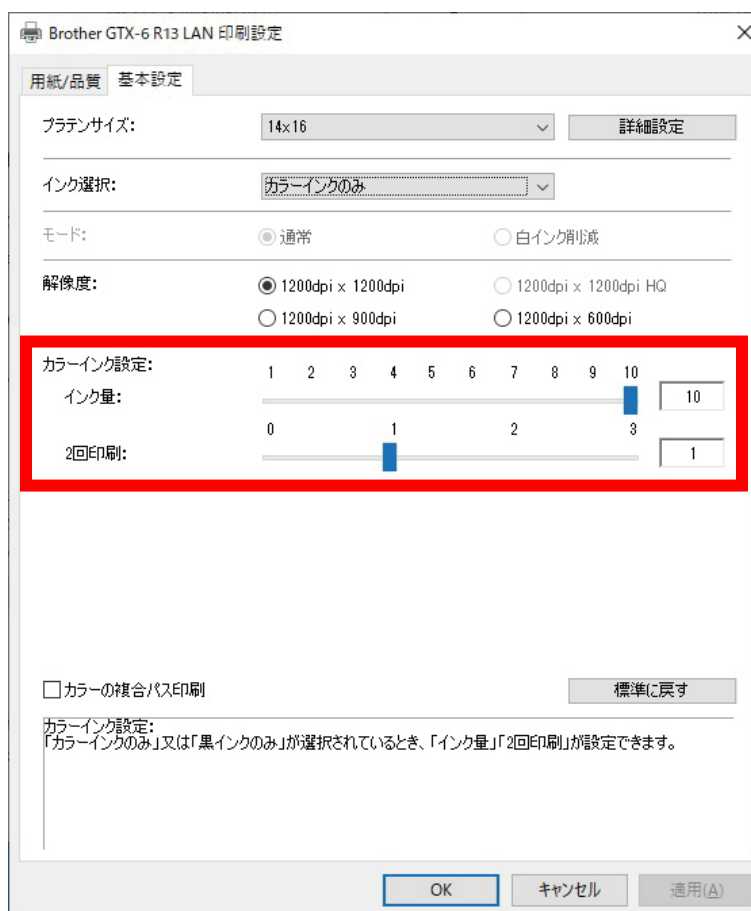 Brother GTX-6 R13 LAN 印刷設定
用紙/品質 基本設定
プラテンサイズ: 14×16 詳細設定
インク選択: カラーインクのみ
モード: 通常 白インク削減
解像度: 1200dpi x 1200dpi 1200dpi x 1200dpi HQ
1200dpi x 900dpi 1200dpi x 600dpi
カラーインク設定: 1 2 3 4 5 6 7 8 9 10
インク量: 10
0 1 2 3
2回印刷: 1
カラーの複合パス印刷 標準に戻す
カラーインク設定:
「カラーインクのみ」又は「黒インクのみ」が選択されているとき、「インク量」「2回印刷」が設定できます。
OK キャンセル 適用(A)